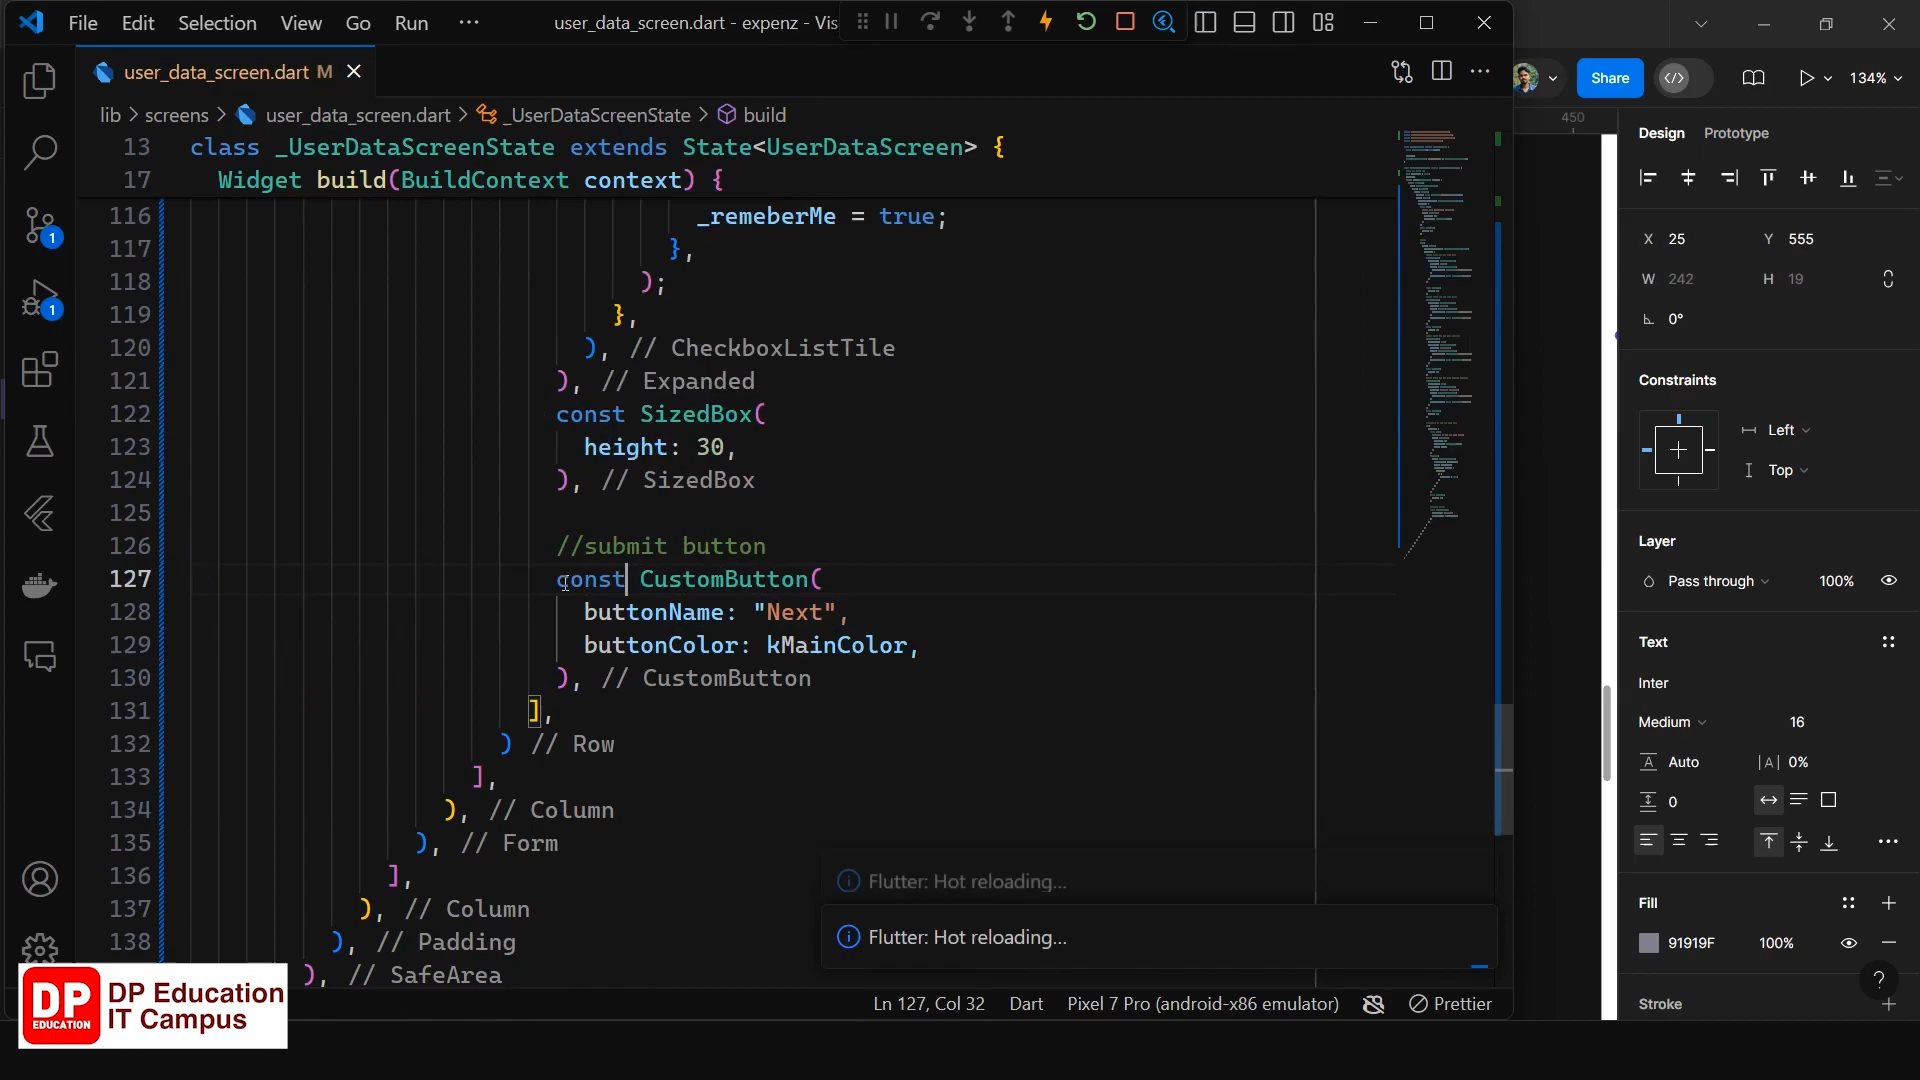 File Edit Selection View Go Run ··· user_data_screen.dart - expenz - Vis
user_data_screen.dart M
lib > screens > user_data_screen.dart > _UserDataScreenState > build
13 class _UserDataScreenState extends State<UserDataScreen> {
17 Widget build(BuildContext context) {
116 _remeberMe = true;
117 },
118 );
119 },
120 ), // CheckboxListTile
121 ), // Expanded
122 const SizedBox(
123 height: 30,
124 ), // SizedBox
125
126 //submit button
127 const CustomButton(
128 buttonName: "Next",
129 buttonColor: kMainColor,
130 ), // CustomButton
131 ],
132 ) // Row
133 ],
134 ), // Column
135 ), // Form
136 ],
137 ), // Column
138 ), // Padding
), // SafeArea
1
1
Flutter: Hot reloading...
Flutter: Hot reloading...
Ln 127, Col 32 Dart Pixel 7 Pro (android-x86 emulator) Prettier
DP EDUCATION
DP Education
IT Campus
Share 134%
450
Design Prototype
X 25 Y 555
W 242 H 19
0°
Constraints
Left
Top
Layer
Pass through 100%
Text
Inter
Medium 16
Auto |A| 0%
0
Fill
91919F 100%
?
Stroke